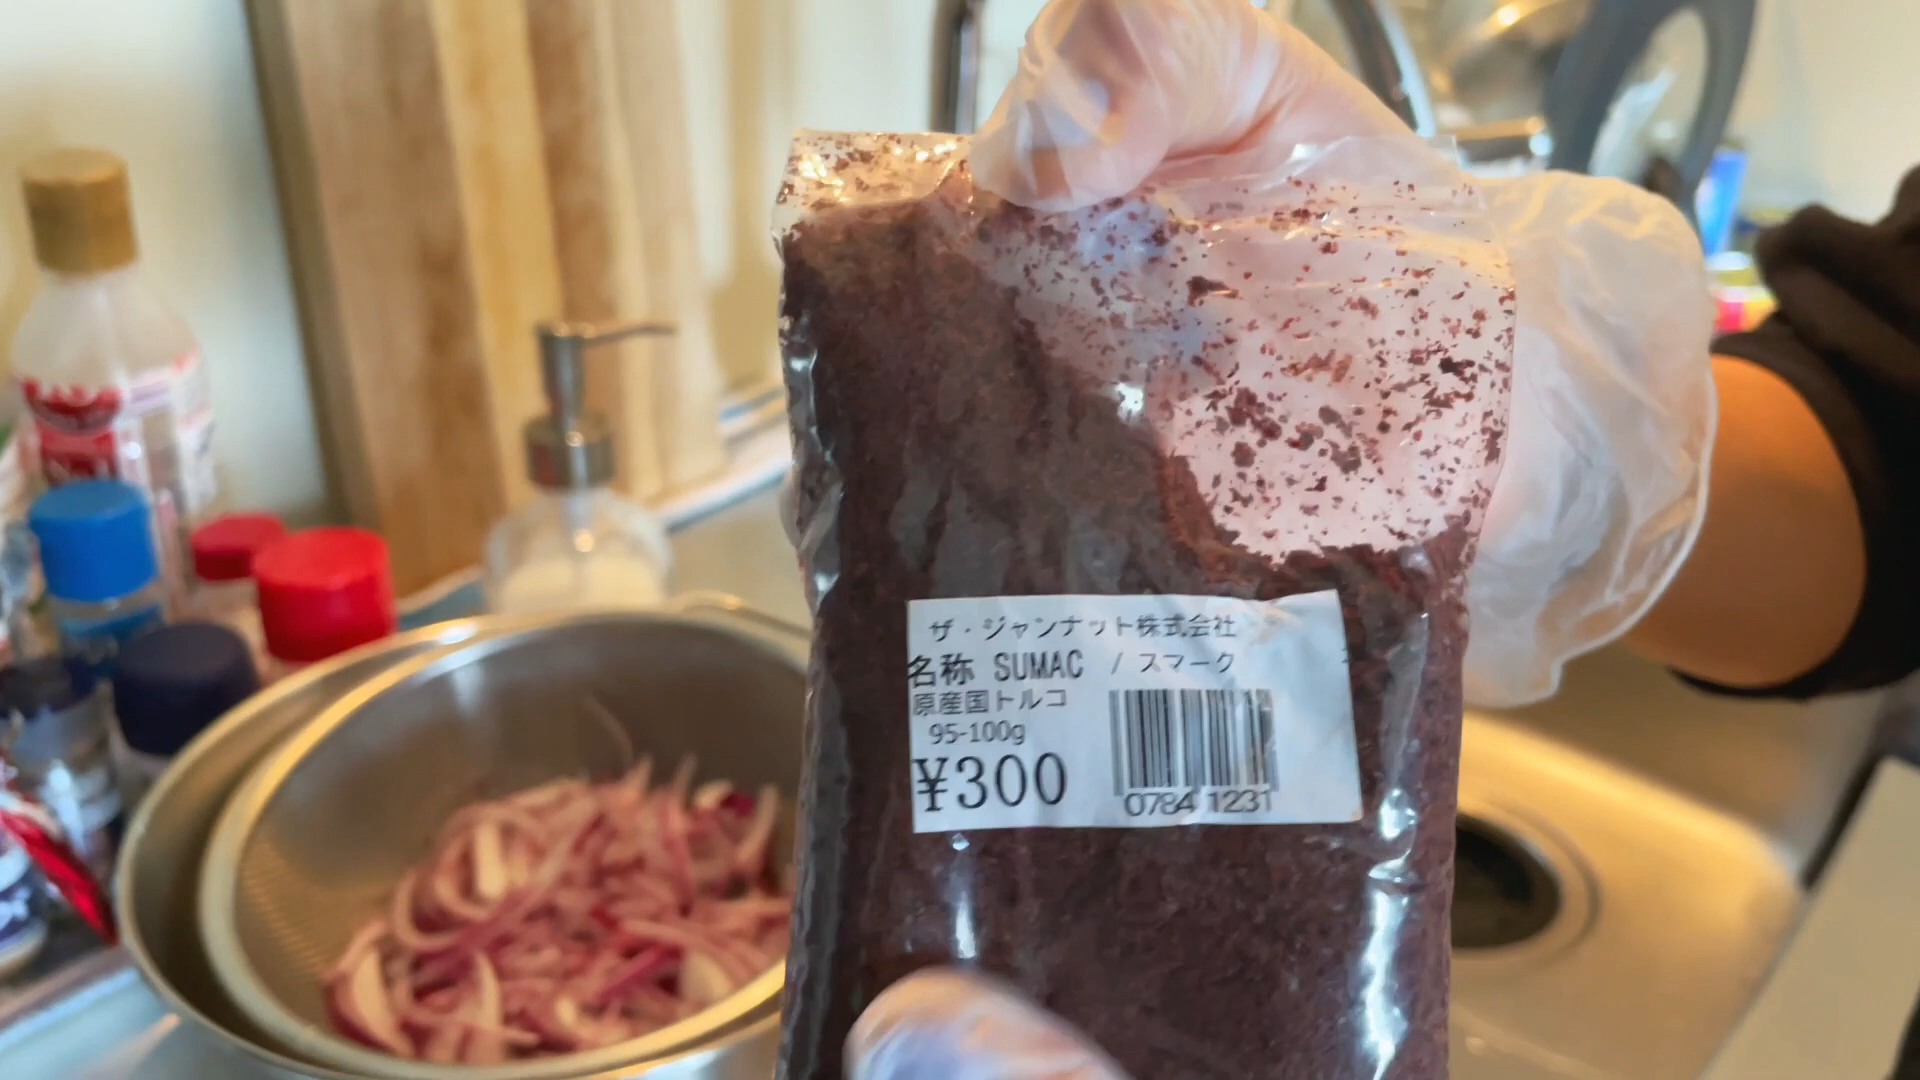 ザ・ジャンナット株式会社
名称 SUMAC / スマーク
原産国トルコ
95-100g
¥300
0784 1231